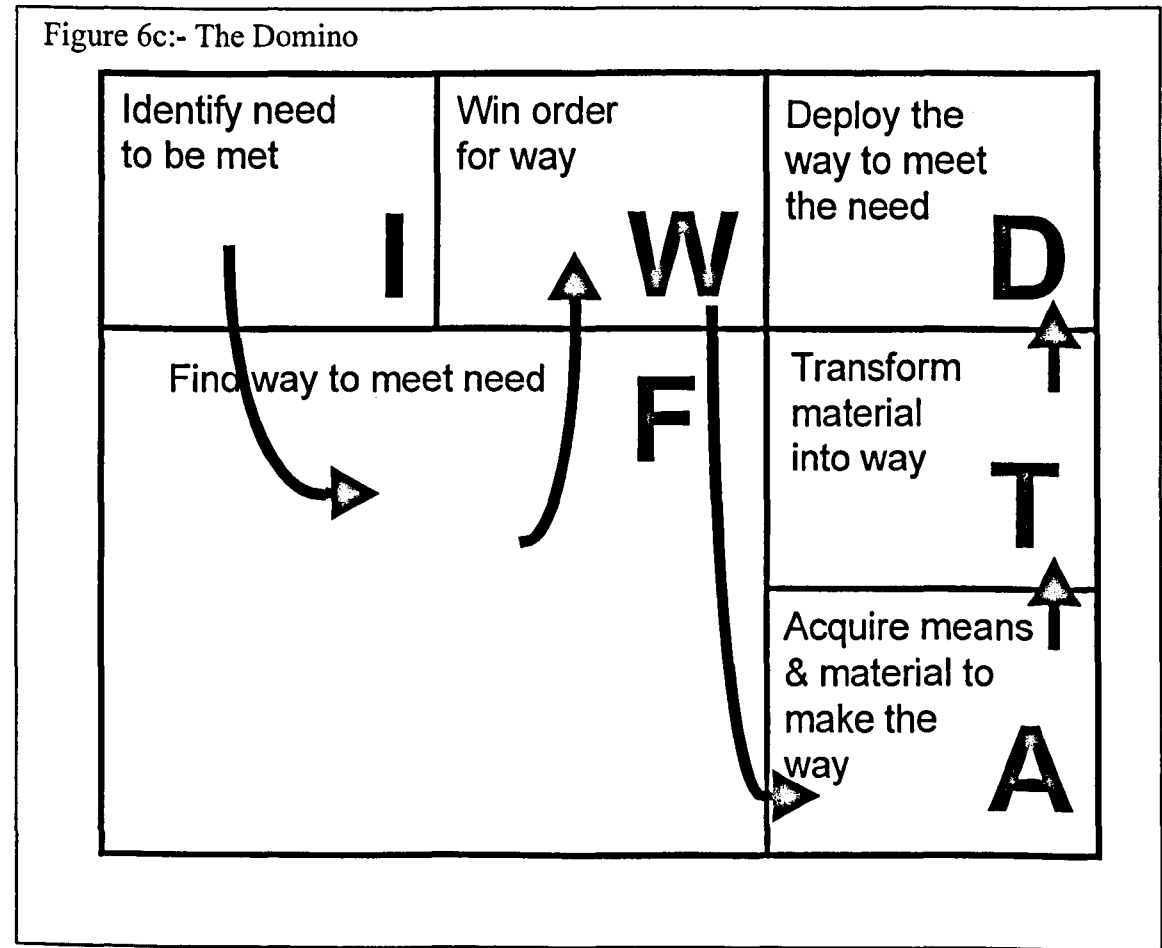 Figure 6c:- The Domino
Identify need
to be met
I
Win order
for way
W
Deploy the
way to meet
the need
D
Find way to meet need
F
Transform
material
into way
T
Acquire means
& material to
make the
way
A